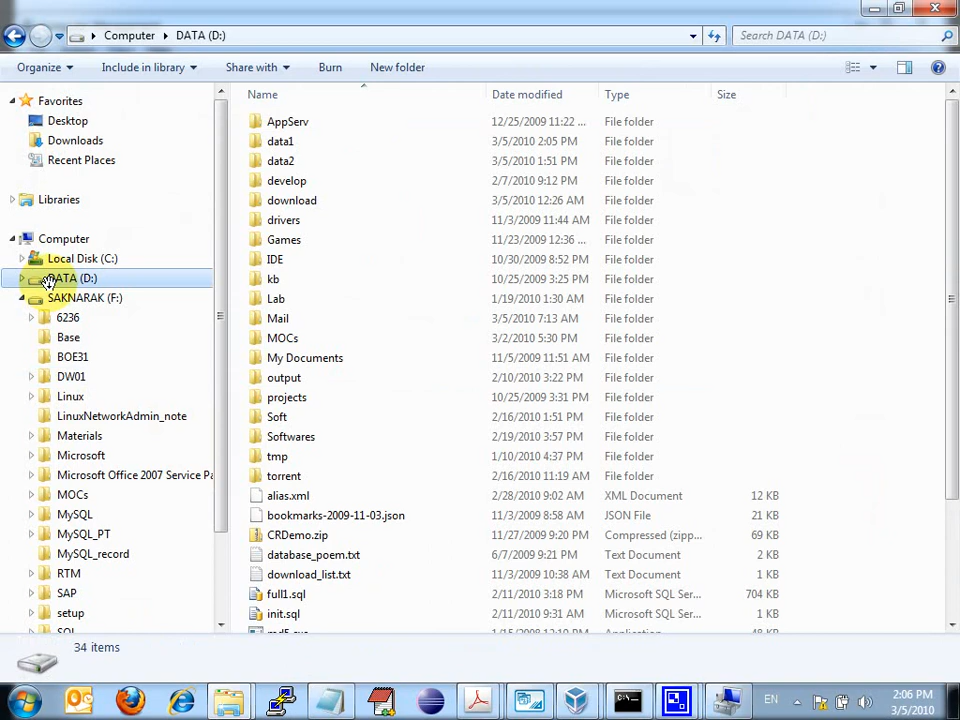 Computer DATA (D:) Search DATA (D:)
Organize Include in library Share with Burn New folder
Name Date modified Type Size
Favorites
Desktop
Downloads
Recent Places
Libraries
Computer
Local Disk (C:)
DATA (D:)
SAKNARAK (F:)
6236
Base
BOE31
DW01
Linux
LinuxNetworkAdmin_note
Materials
Microsoft
Microsoft Office 2007 Service Pa
MOCs
MySQL
MySQL_PT
MySQL_record
RTM
SAP
setup
AppServ 12/25/2009 11:22 ... File folder
data1 3/5/2010 2:05 PM File folder
data2 3/5/2010 1:51 PM File folder
develop 2/7/2010 9:12 PM File folder
download 3/5/2010 12:26 AM File folder
drivers 11/3/2009 11:44 AM File folder
Games 11/23/2009 12:36 ... File folder
IDE 10/30/2009 8:52 PM File folder
kb 10/25/2009 3:25 PM File folder
Lab 1/19/2010 1:30 AM File folder
Mail 3/5/2010 7:13 AM File folder
MOCs 3/2/2010 5:30 PM File folder
My Documents 11/5/2009 11:51 AM File folder
output 2/10/2010 3:22 PM File folder
projects 10/25/2009 3:31 PM File folder
Soft 2/16/2010 1:51 PM File folder
Softwares 2/19/2010 3:57 PM File folder
tmp 1/10/2010 4:37 PM File folder
torrent 2/16/2010 11:19 AM File folder
alias.xml 2/28/2010 9:02 AM XML Document 12 KB
bookmarks-2009-11-03.json 11/3/2009 8:58 AM JSON File 21 KB
CRDemo.zip 11/27/2009 9:20 PM Compressed (zipp... 69 KB
database_poem.txt 6/7/2009 9:21 PM Text Document 2 KB
download_list.txt 11/3/2009 10:38 AM Text Document 1 KB
full1.sql 2/11/2010 3:18 PM Microsoft SQL Ser... 704 KB
init.sql 2/11/2010 9:31 AM Microsoft SQL Ser... 1 KB
34 items
EN
2:06 PM
3/5/2010